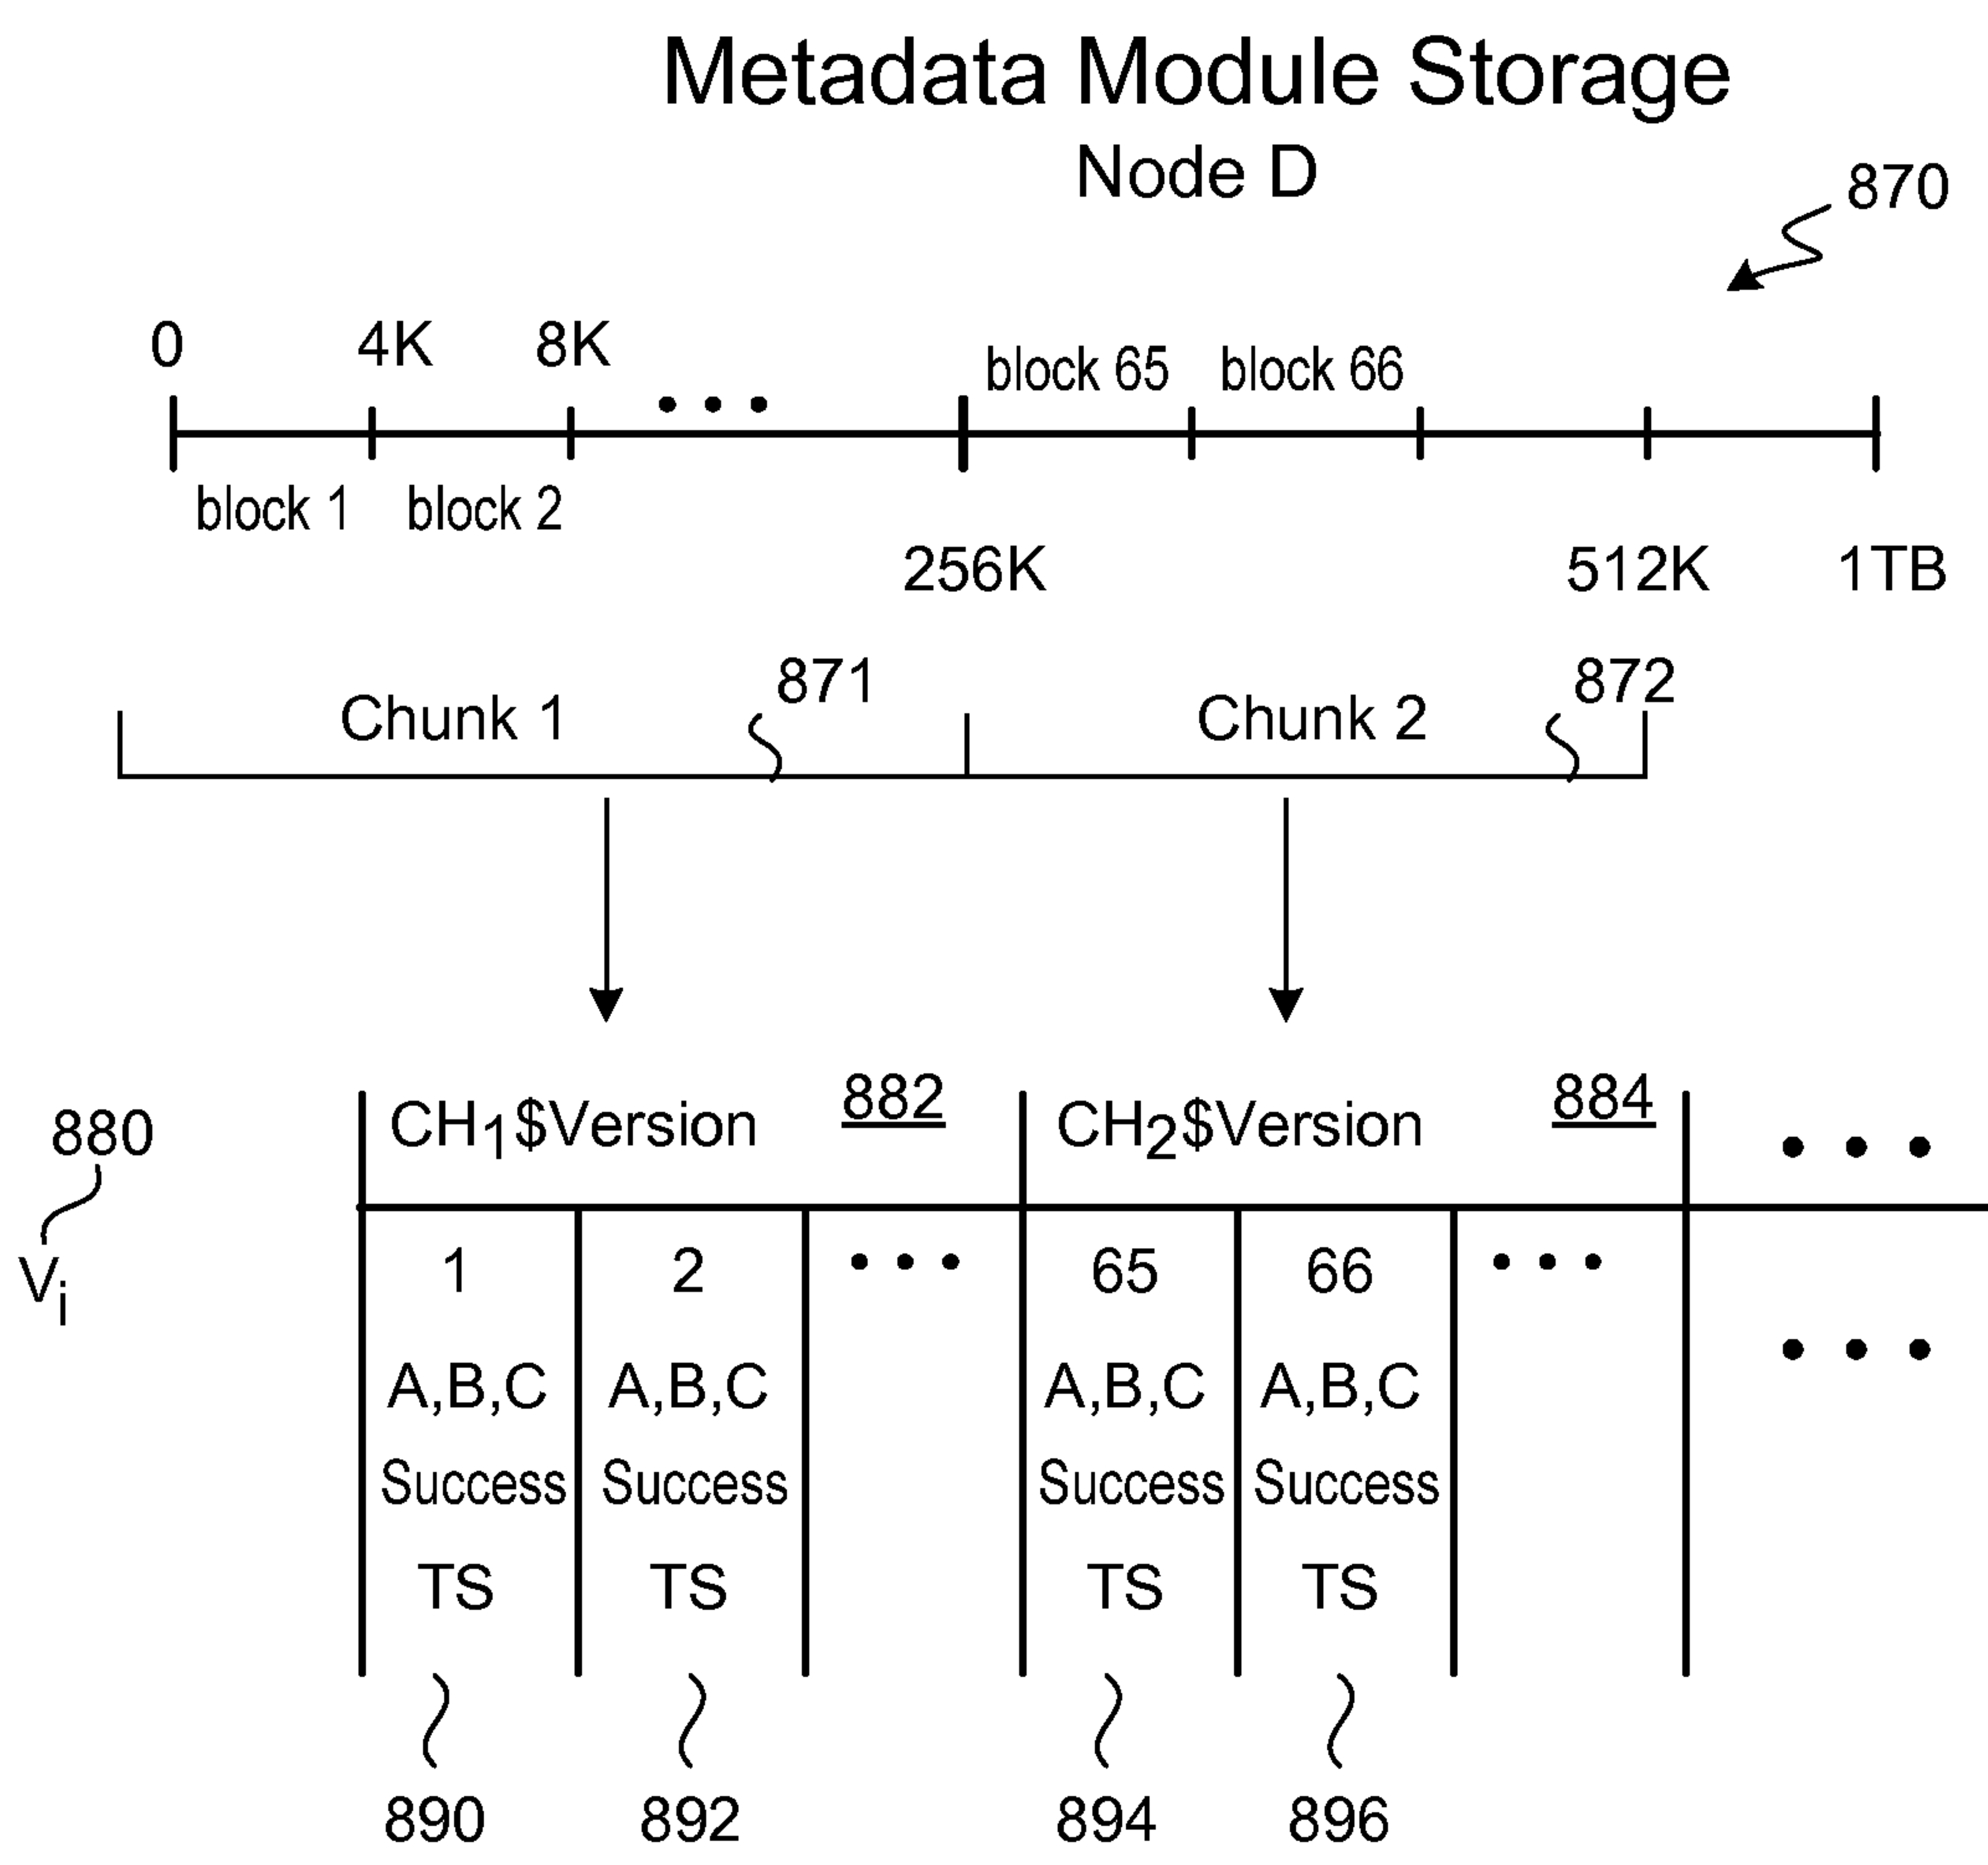 Metadata Module Storage
Node D
870
0 4K 8K block 65 block 66
block 1 block 2
256K 512K 1TB
871 872
Chunk 1 Chunk 2
882 884
880 CH1$Version CH2$Version
Vi 1 2 65 66
A,B,C A,B,C A,B,C A,B,C
Success Success Success Success
TS TS TS TS
890 892 894 896